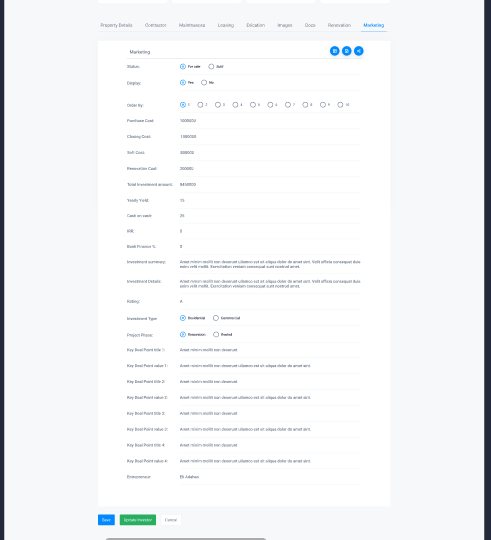 Property Details Contractor Maintenance Leasing Education Images Docs Renovation Marketing
Marketing
Status: For sale Sold
Display: Yes No
Order By: 1 2 3 4 5 6 7 8 9 10
Purchase Cost:
Closing Cost:
Soft Cost:
Renovation Cost:
Total Investment amount:
Yearly Yield:
Cash on cash:
IRR: 0
Bank Finance %: 0
Investment summary: Amet minim mollit non deserunt ullamco est sit aliqua dolor do amet sint. Velit officia consequat duis
enim velit mollit. Exercitation veniam consequat sunt nostrud amet.
Investment Details: Amet minim mollit non deserunt ullamco est sit aliqua dolor do amet sint. Velit officia consequat duis
enim velit mollit. Exercitation veniam consequat sunt nostrud amet.
Rating: A
Investment Type: Residential Commercial
Project Phase: Renovation Rented
Key Deal Point title 1: Amet minim mollit non deserunt
Key Deal Point value 1: Amet minim mollit non deserunt ullamco est sit aliqua dolor do amet sint.
Key Deal Point title 2: Amet minim mollit non deserunt
Key Deal Point value 2: Amet minim mollit non deserunt ullamco est sit aliqua dolor do amet sint.
Key Deal Point title 3: Amet minim mollit non deserunt
Key Deal Point value 3: Amet minim mollit non deserunt ullamco est sit aliqua dolor do amet sint.
Key Deal Point title 4: Amet minim mollit non deserunt
Key Deal Point value 4: Amet minim mollit non deserunt ullamco est sit aliqua dolor do amet sint.
Entrepreneur:
Save Update Investor Cancel